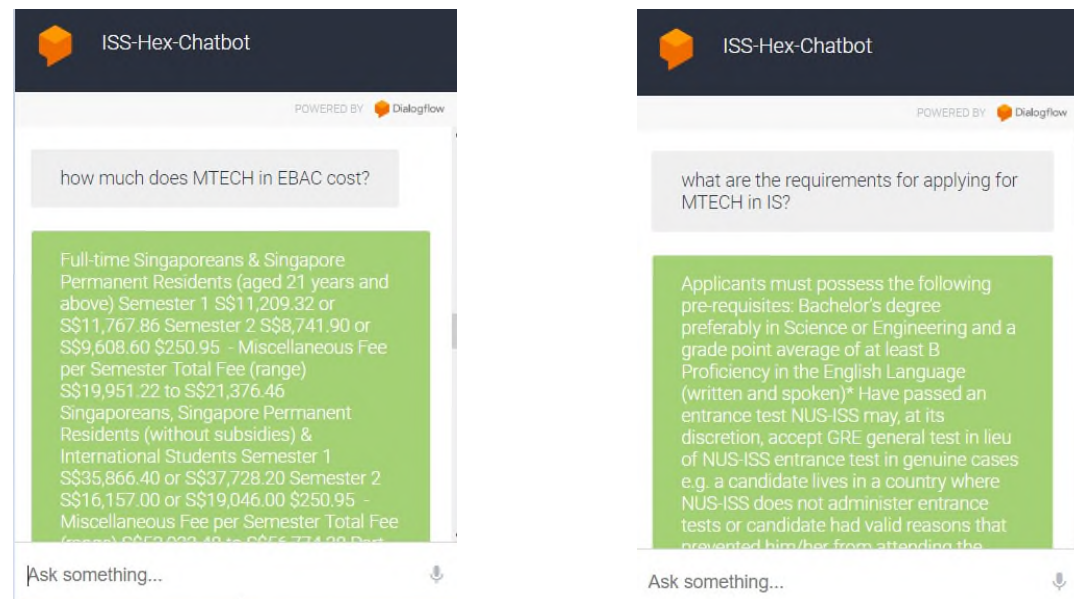 ISS-Hex-Chatbot
POWERED BY Dialogflow
how much does MTECH in EBAC cost?
Full-time Singaporeans & Singapore
Permanent Residents (aged 21 years and
above) Semester 1 S$11,209.32 or
S$11,767.86 Semester 2 S$8,741.90 or
S$9,608.60 $250.95 - Miscellaneous Fee
per Semester Total Fee (range)
S$19,951.22 to S$21,376.46
Singaporeans, Singapore Permanent
Residents (without subsidies) &
International Students Semester 1
S$35,866.40 or S$37,728.20 Semester 2
S$16,157.00 or S$19,046.00 $250.95 -
Miscellaneous Fee per Semester Total Fee
Ask something...
ISS-Hex-Chatbot
POWERED BY Dialogflow
what are the requirements for applying for
MTECH in IS?
Applicants must possess the following
pre-requisites: Bachelor's degree
preferably in Science or Engineering and a
grade point average of at least B
Proficiency in the English Language
(written and spoken)* Have passed an
entrance test NUS-ISS may, at its
discretion, accept GRE general test in lieu
of NUS-ISS entrance test in genuine cases
e.g. a candidate lives in a country where
NUS-ISS does not administer entrance
tests or candidate had valid reasons that
prevented him/her from attending the
Ask something...